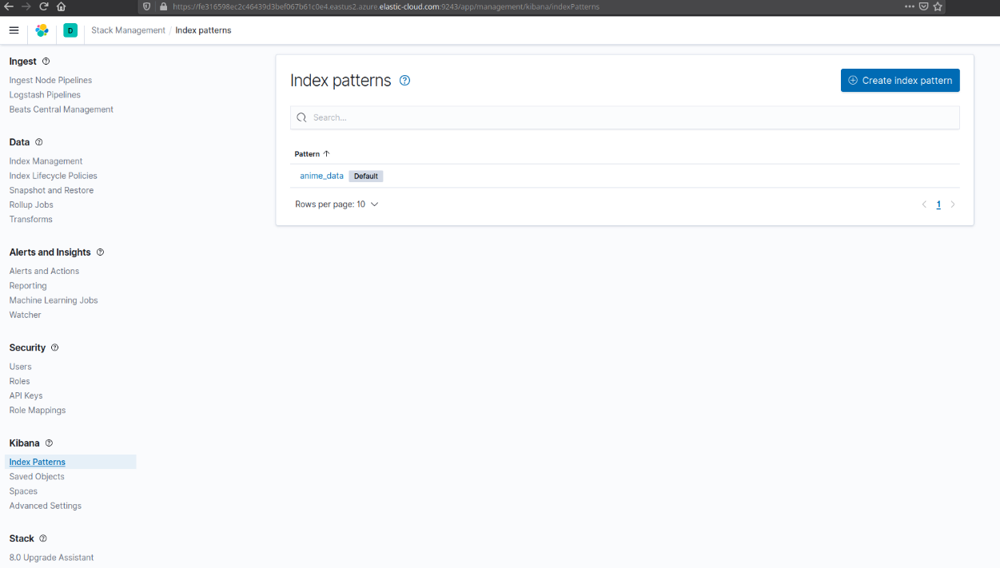 https://fe316598ec2c46439d3bef067b61c0e4.eastus2.azure.elastic-cloud.com:9243/app/management/kibana/indexPatterns
D
Stack Management / Index patterns
Ingest
Ingest Node Pipelines
Logstash Pipelines
Beats Central Management
Data
Index Management
Index Lifecycle Policies
Snapshot and Restore
Rollup Jobs
Transforms
Alerts and Insights
Alerts and Actions
Reporting
Machine Learning Jobs
Watcher
Security
Users
Roles
API Keys
Role Mappings
Kibana
Index Patterns
Saved Objects
Spaces
Advanced Settings
Stack
8.0 Upgrade Assistant
Index patterns
Create index pattern
Search...
Pattern
anime_data Default
Rows per page: 10
1